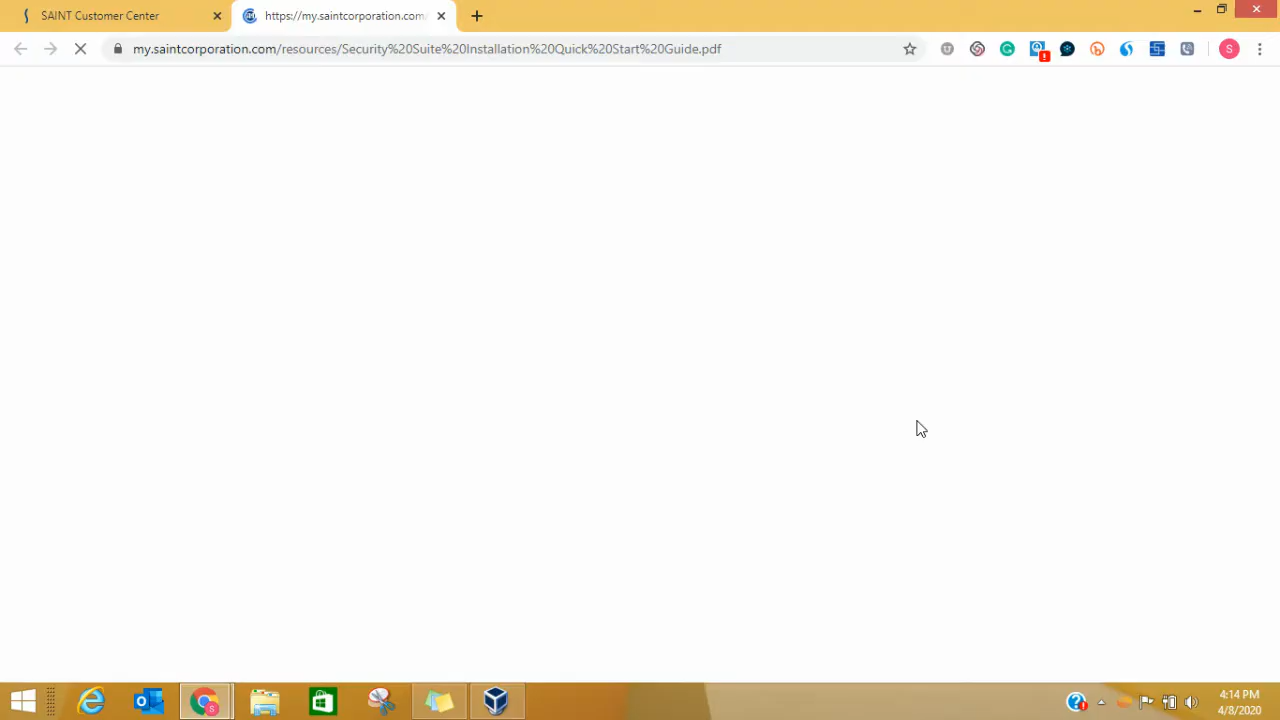 SAINT Customer Center
https://my.saintcorporation.com/
my.saintcorporation.com/resources/Security%20Suite%20Installation%20Quick%20Start%20Guide.pdf
S
4:14 PM
4/8/2020